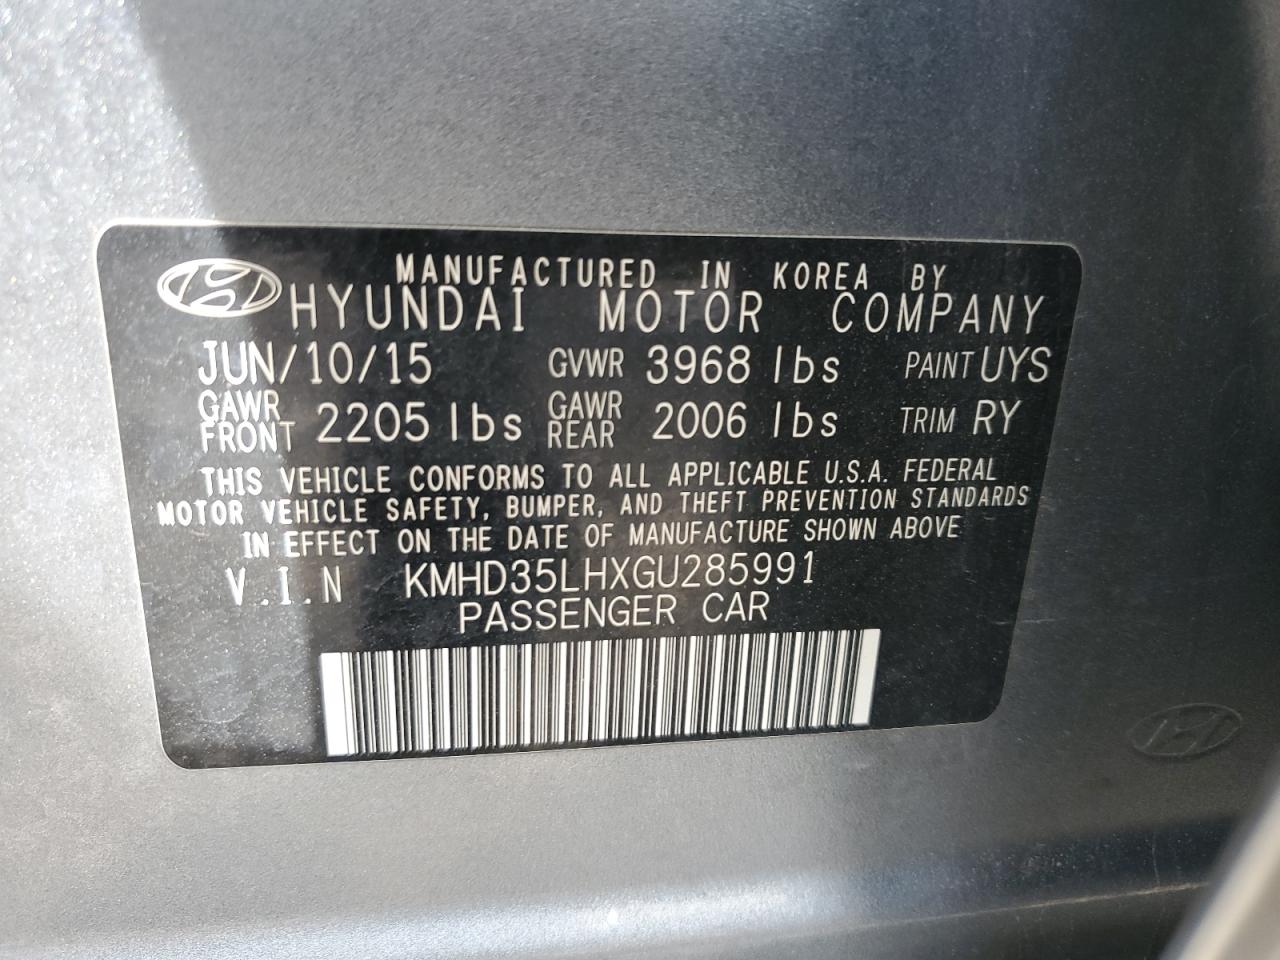 MANUFACTURED IN KOREA BY
HYUNDAI MOTOR COMPANY
JUN/10/15 GVWR 3968 lbs PAINT UYS
GAWR FRONT 2205 lbs GAWR REAR 2006 lbs TRIM RY
THIS VEHICLE CONFORMS TO ALL APPLICABLE U.S.A. FEDERAL
MOTOR VEHICLE SAFETY, BUMPER, AND THEFT PREVENTION STANDARDS
IN EFFECT ON THE DATE OF MANUFACTURE SHOWN ABOVE
V.I.N KMHD35LHXGU285991
PASSENGER CAR